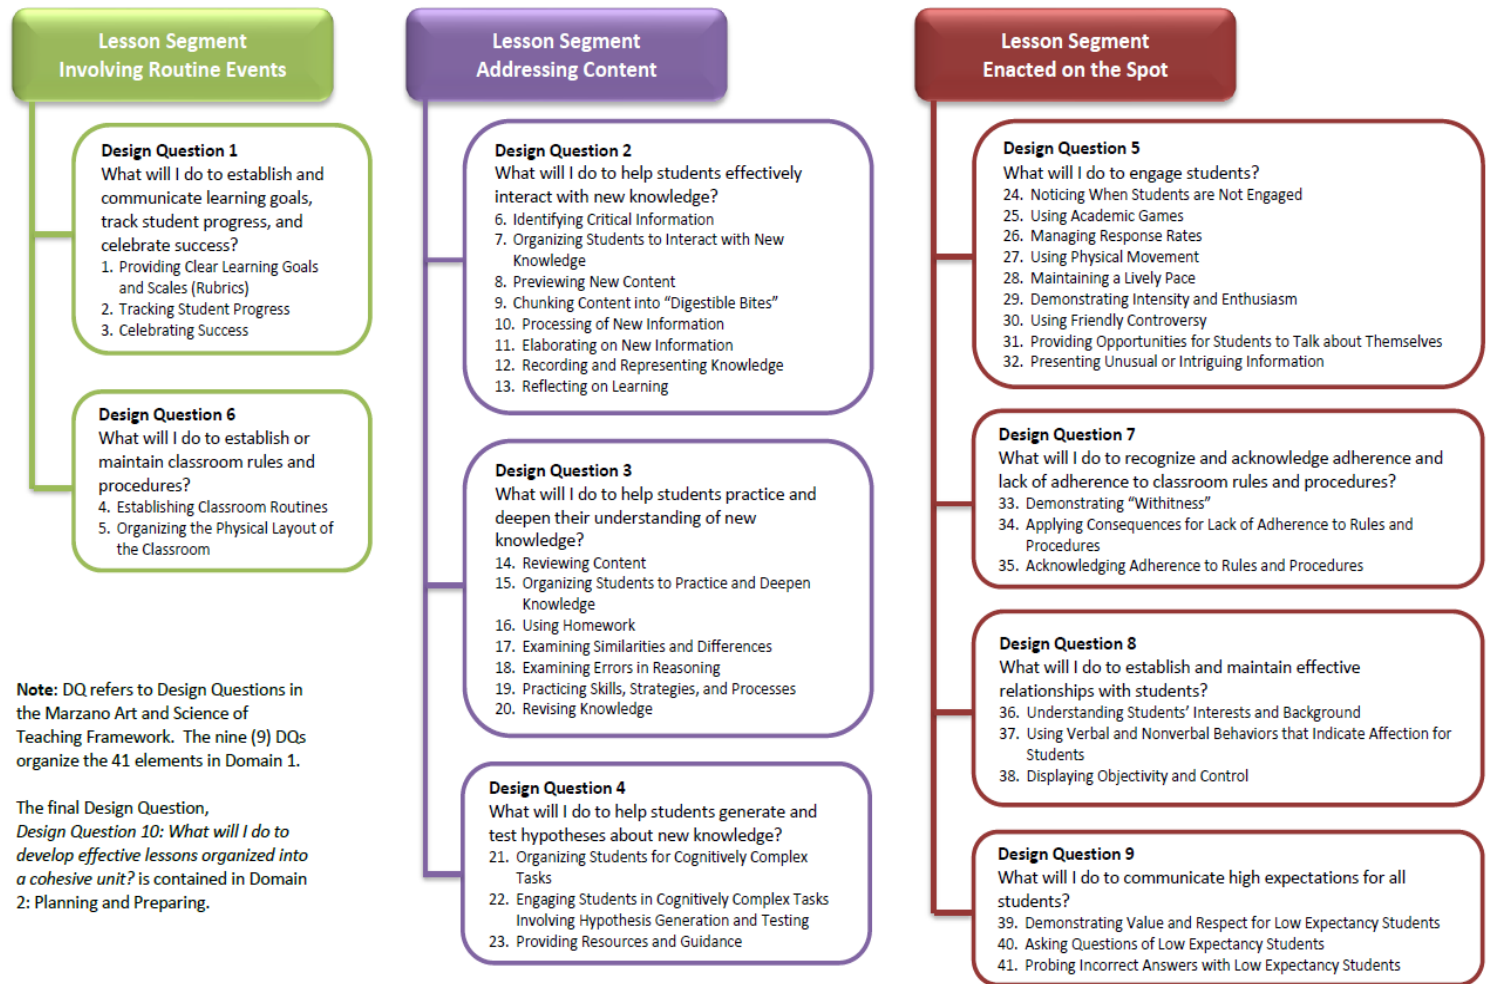 Lesson Segment
Involving Routine Events
Design Question 1
What will I do to establish and
communicate learning goals,
track student progress, and
celebrate success?
1. Providing Clear Learning Goals
and Scales (Rubrics)
2. Tracking Student Progress
3. Celebrating Success
Design Question 6
What will I do to establish or
maintain classroom rules and
procedures?
4. Establishing Classroom Routines
5. Organizing the Physical Layout of
the Classroom
Note: DQ refers to Design Questions in
the Marzano Art and Science of
Teaching Framework. The nine (9) DQs
organize the 41 elements in Domain 1.
The final Design Question,
Design Question 10: What will I do to
develop effective lessons organized into
a cohesive unit? is contained in Domain
2: Planning and Preparing.
Lesson Segment
Addressing Content
Design Question 2
What will I do to help students effectively
interact with new knowledge?
6. Identifying Critical Information
7. Organizing Students to Interact with New
Knowledge
8. Previewing New Content
9. Chunking Content into “Digestible Bites”
10. Processing of New Information
11. Elaborating on New Information
12. Recording and Representing Knowledge
13. Reflecting on Learning
Design Question 3
What will I do to help students practice and
deepen their understanding of new
knowledge?
14. Reviewing Content
15. Organizing Students to Practice and Deepen
Knowledge
16. Using Homework
17. Examining Similarities and Differences
18. Examining Errors in Reasoning
19. Practicing Skills, Strategies, and Processes
20. Revising Knowledge
Design Question 4
What will I do to help students generate and
test hypotheses about new knowledge?
21. Organizing Students for Cognitively Complex
Tasks
22. Engaging Students in Cognitively Complex Tasks
Involving Hypothesis Generation and Testing
23. Providing Resources and Guidance
Lesson Segment
Enacted on the Spot
Design Question 5
What will I do to engage students?
24. Noticing When Students are Not Engaged
25. Using Academic Games
26. Managing Response Rates
27. Using Physical Movement
28. Maintaining a Lively Pace
29. Demonstrating Intensity and Enthusiasm
30. Using Friendly Controversy
31. Providing Opportunities for Students to Talk about Themselves
32. Presenting Unusual or Intriguing Information
Design Question 7
What will I do to recognize and acknowledge adherence and
lack of adherence to classroom rules and procedures?
33. Demonstrating “Withitness”
34. Applying Consequences for Lack of Adherence to Rules and
Procedures
35. Acknowledging Adherence to Rules and Procedures
Design Question 8
What will I do to establish and maintain effective
relationships with students?
36. Understanding Students’ Interests and Background
37. Using Verbal and Nonverbal Behaviors that Indicate Affection for
Students
38. Displaying Objectivity and Control
Design Question 9
What will I do to communicate high expectations for all
students?
39. Demonstrating Value and Respect for Low Expectancy Students
40. Asking Questions of Low Expectancy Students
41. Probing Incorrect Answers with Low Expectancy Students